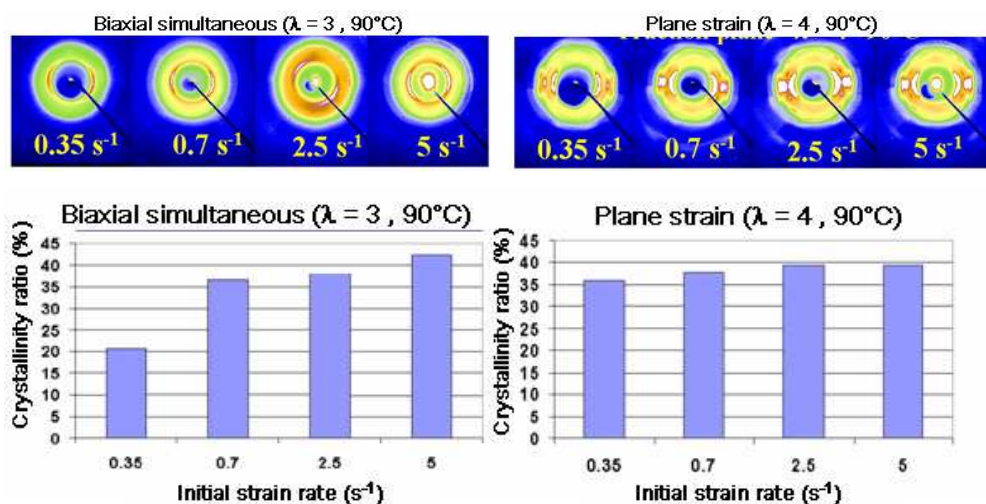 Biaxial simultaneous (λ = 3 , 90°C)
0.35 s⁻¹ 0.7 s⁻¹ 2.5 s⁻¹ 5 s⁻¹
Plane strain (λ = 4 , 90°C)
0.35 s⁻¹ 0.7 s⁻¹ 2.5 s⁻¹ 5 s⁻¹
Biaxial simultaneous (λ = 3 , 90°C)
Crystallinity ratio (%)
45
40
35
30
25
20
15
10
5
0
0.35 0.7 2.5 5
Initial strain rate (s⁻¹)
Plane strain (λ = 4 , 90°C)
Crystallinity ratio (%)
45
40
35
30
25
20
15
10
5
0
0.35 0.7 2.5 5
Initial strain rate (s⁻¹)